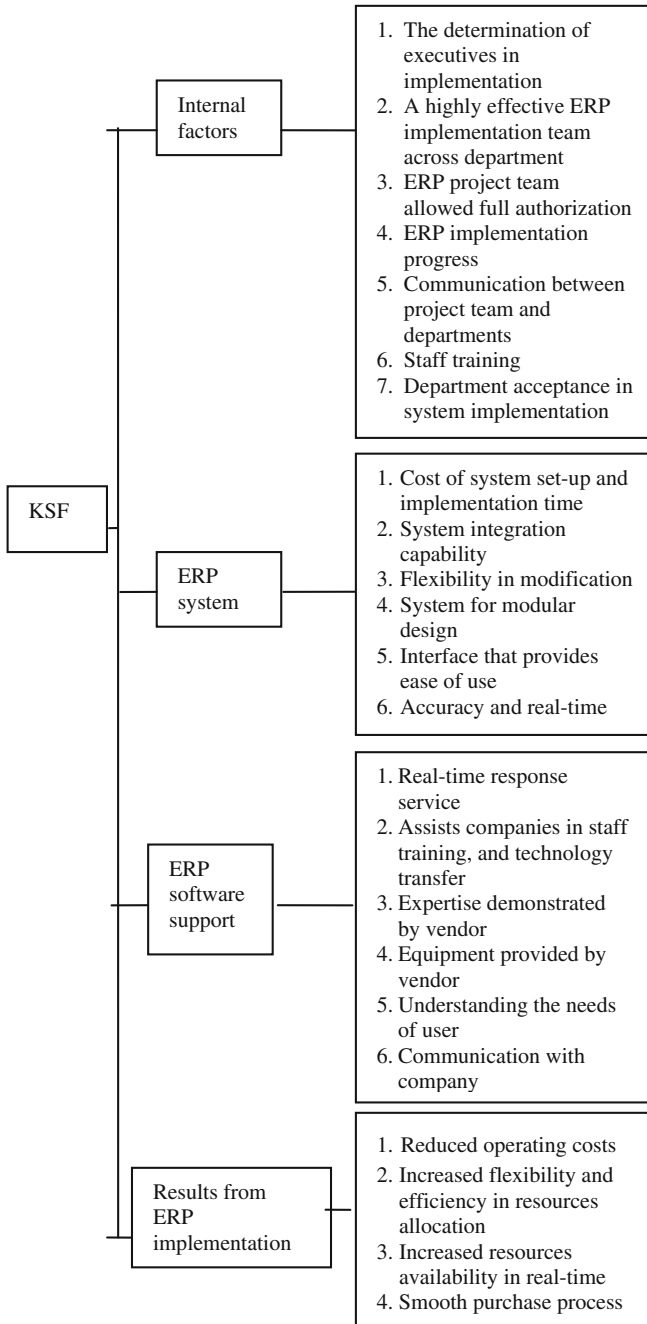 KSF
Internal
factors
1. The determination of
executives in
implementation
2. A highly effective ERP
implementation team
across department
3. ERP project team
allowed full authorization
4. ERP implementation
progress
5. Communication between
project team and
departments
6. Staff training
7. Department acceptance in
system implementation
ERP
system
1. Cost of system set-up and
implementation time
2. System integration
capability
3. Flexibility in modification
4. System for modular
design
5. Interface that provides
ease of use
6. Accuracy and real-time
ERP
software
support
1. Real-time response
service
2. Assists companies in staff
training, and technology
transfer
3. Expertise demonstrated
by vendor
4. Equipment provided by
vendor
5. Understanding the needs
of user
6. Communication with
company
Results from
ERP
implementation
1. Reduced operating costs
2. Increased flexibility and
efficiency in resources
allocation
3. Increased resources
availability in real-time
4. Smooth purchase process